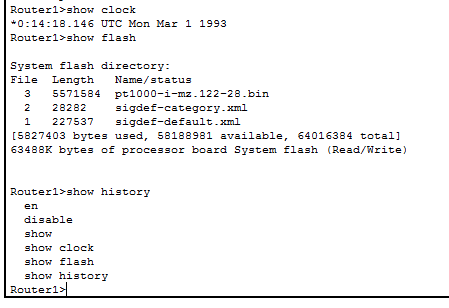 Router1>show clock
*0:14:18.146 UTC Mon Mar 1 1993
Router1>show flash
System flash directory:
File  Length   Name/status
  3   5571584  pt1000-i-mz.122-28.bin
  2   28282    sigdef-category.xml
  1   227537   sigdef-default.xml
[5827403 bytes used, 58188981 available, 64016384 total]
63488K bytes of processor board System flash (Read/Write)
Router1>show history
  en
  disable
  show
  show clock
  show flash
  show history
Router1>